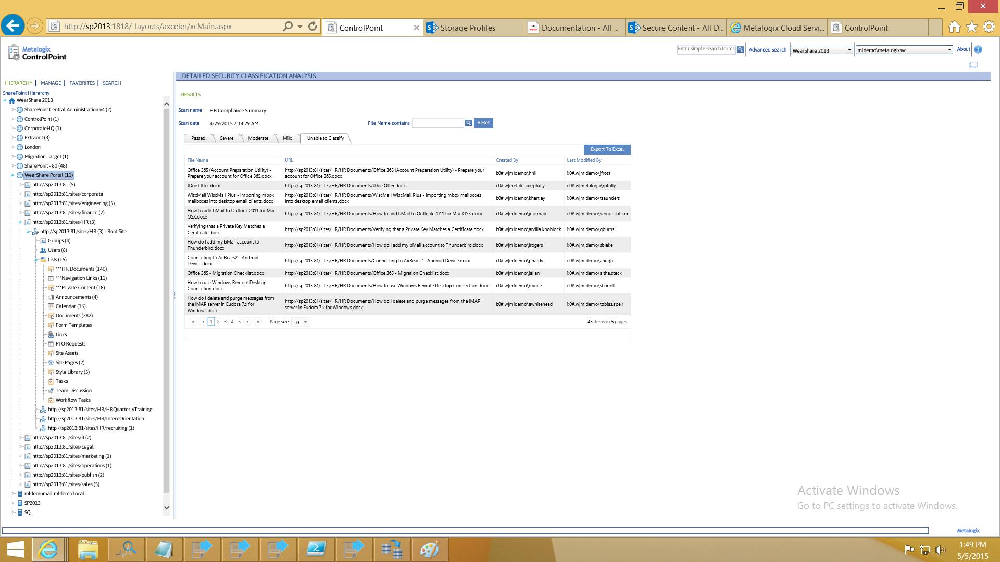 http://sp2013:1818/_layouts/axceler/xcMain.aspx
ControlPoint
Storage Profiles
Documentation - All ...
Secure Content - All D...
Metalogix Cloud Servi...
ControlPoint
Metalogix
ControlPoint
Enter simple search terms
Advanced Search
WearShare 2013
mldemo\metalogixsvc
About
HIERARCHY | MANAGE | FAVORITES | SEARCH
SharePoint Hierarchy
WearShare 2013
SharePoint Central Administration v4 (2)
ControlPoint (1)
CorporateHQ (1)
Extranet (3)
London
Migration Target (1)
SharePoint - 80 (48)
WearShare Portal (11)
http://sp2013:81 (5)
http://sp2013:81/sites/corporate
http://sp2013:81/sites/engineering (5)
http://sp2013:81/sites/finance (2)
http://sp2013:81/sites/HR (3)
http://sp2013:81/sites/HR (3) - Root Site
Groups (4)
Users (6)
Lists (15)
***HR Documents (140)
***Navigation Links (11)
***Private Content (18)
Announcements (4)
Calendar (16)
Documents (282)
Form Templates
Links
PTO Requests
Site Assets
Site Pages (2)
Style Library (5)
Tasks
Team Discussion
Workflow Tasks
http://sp2013:81/sites/HR/HRQuarterlyTraining
http://sp2013:81/sites/HR/InternOrientation
http://sp2013:81/sites/HR/recruiting (1)
http://sp2013:81/sites/it (2)
http://sp2013:81/sites/Legal
http://sp2013:81/sites/marketing (1)
http://sp2013:81/sites/operations (1)
http://sp2013:81/sites/publish (2)
http://sp2013:81/sites/sales (5)
mldemomail.mldemo.local
SP2013
SQL
DETAILED SECURITY CLASSIFICATION ANALYSIS
RESULTS
Scan name HR Compliance Summary
Scan date 4/29/2015 7:14:29 AM
File Name contains: Reset
Passed Severe Moderate Mild Unable to Classify
Export To Excel
File Name URL Created By Last Modified By
Office 365 (Account Preparation Utility) -
Prepare your account for Office 365.docx
http://sp2013:81/sites/HR/HR Documents/Office 365 (Account Preparation Utility) - Prepare your
account for Office 365.docx
i:0#.w|mldemo\hhill
i:0#.w|mldemo\jfrost
JDoe Offer.docx
http://sp2013:81/sites/HR/HR Documents/JDoe Offer.docx
i:0#.w|metalogix\rptully
i:0#.w|metalogix\rptully
WiscMail WiscMail Plus - Importing mbox
mailboxes into desktop email clients.docx
http://sp2013:81/sites/HR/HR Documents/WiscMail WiscMail Plus - Importing mbox mailboxes
into desktop email clients.docx
i:0#.w|mldemo\khartley
i:0#.w|mldemo\tsaunders
How to add bMail to Outlook 2011 for Mac
OSX.docx
http://sp2013:81/sites/HR/HR Documents/How to add bMail to Outlook 2011 for Mac OSX.docx
i:0#.w|mldemo\jnorman
i:0#.w|mldemo\vernon.latson
Verifying that a Private Key Matches a
Certificate.docx
http://sp2013:81/sites/HR/HR Documents/Verifying that a Private Key Matches a Certificate.docx
i:0#.w|mldemo\arvilla.knoblock
i:0#.w|mldemo\gburns
How do I add my bMail account to
Thunderbird.docx
http://sp2013:81/sites/HR/HR Documents/How do I add my bMail account to Thunderbird.docx
i:0#.w|mldemo\jrogers
i:0#.w|mldemo\sblake
Connecting to AirBears2 - Android
Device.docx
http://sp2013:81/sites/HR/HR Documents/Connecting to AirBears2 - Android Device.docx
i:0#.w|mldemo\phardy
i:0#.w|mldemo\apugh
Office 365 - Migration Checklist.docx
http://sp2013:81/sites/HR/HR Documents/Office 365 - Migration Checklist.docx
i:0#.w|mldemo\jallan
i:0#.w|mldemo\altha.steck
How to use Windows Remote Desktop
Connection.docx
http://sp2013:81/sites/HR/HR Documents/How to use Windows Remote Desktop Connection.docx
i:0#.w|mldemo\dprice
i:0#.w|mldemo\sbarrett
How do I delete and purge messages from
the IMAP server in Eudora 7.x for
Windows.docx
http://sp2013:81/sites/HR/HR Documents/How do I delete and purge messages from the IMAP
server in Eudora 7.x for Windows.docx
i:0#.w|mldemo\awhitehead
i:0#.w|mldemo\tobias.speir
1 2 3 4 5 Page size: 10 43 items in 5 pages
Activate Windows
Go to PC settings to activate Windows.
Metalogix
1:49 PM
5/5/2015